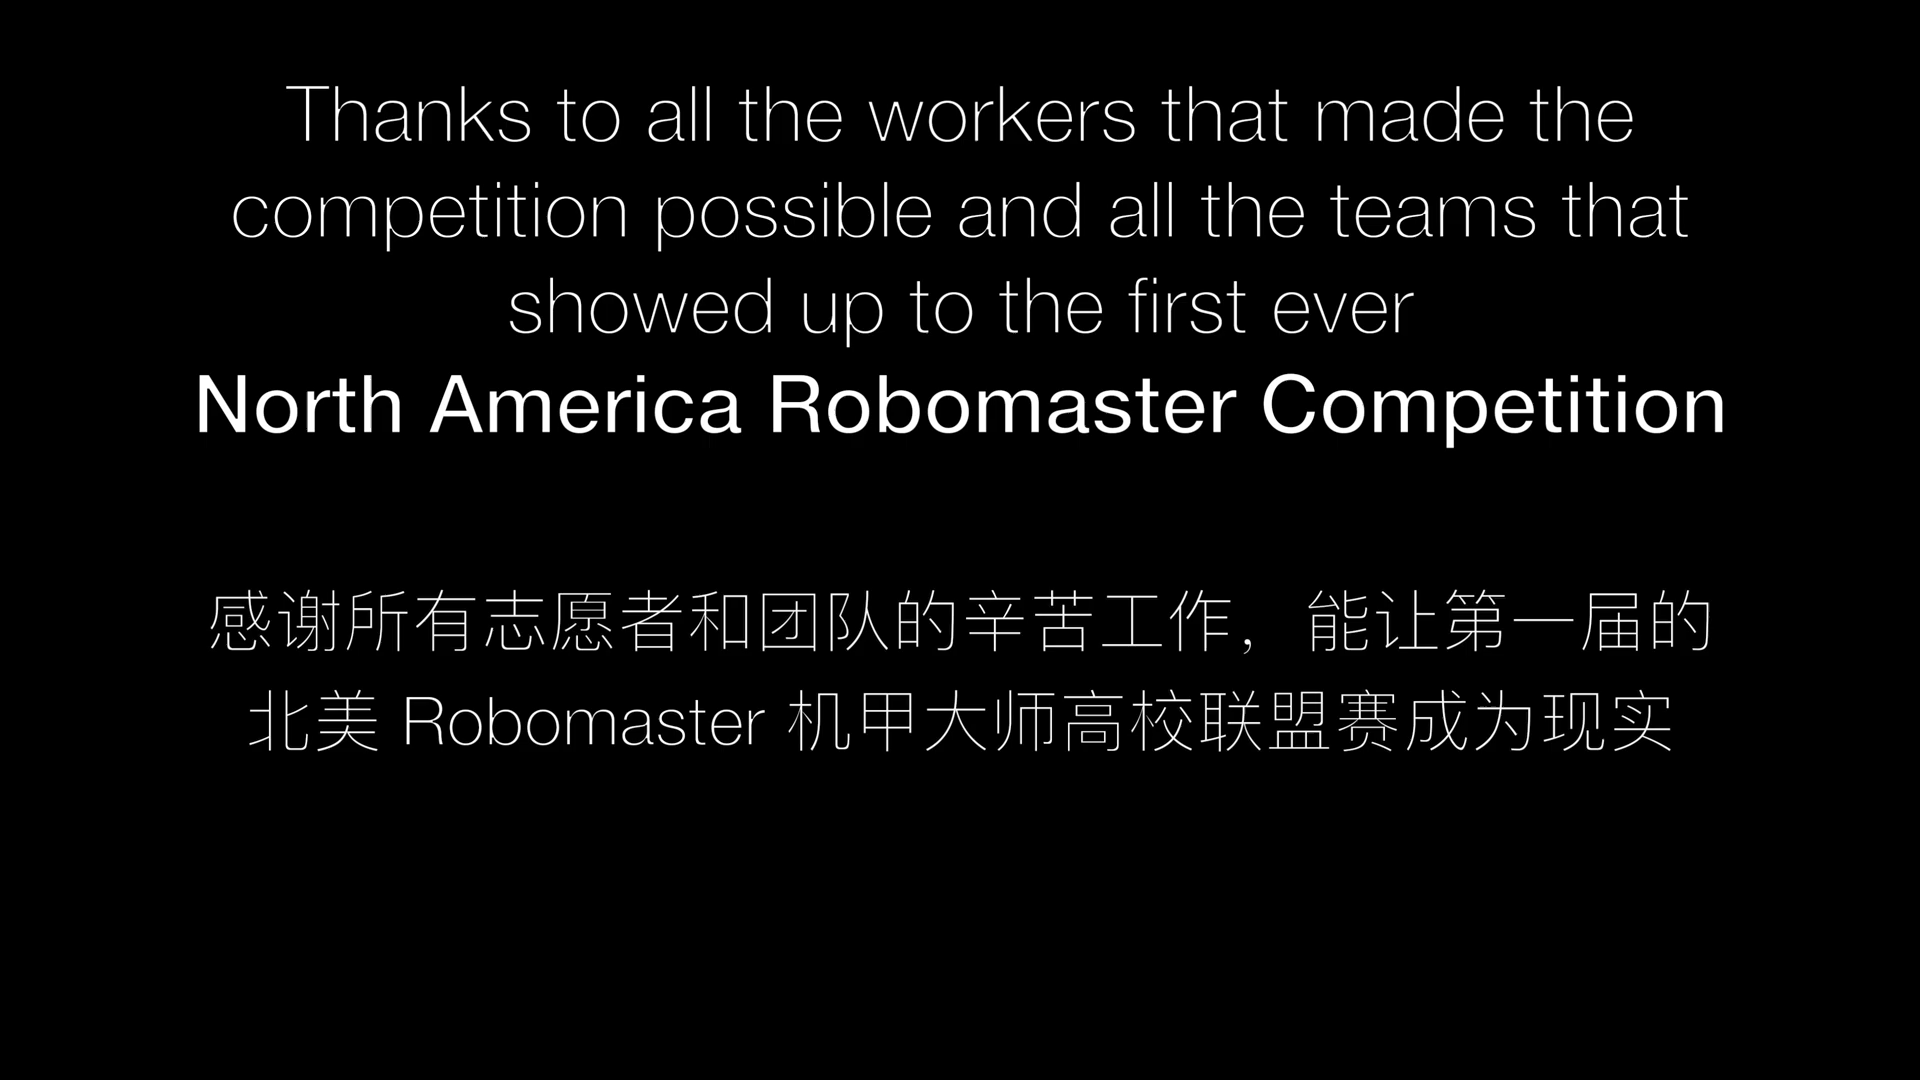 Thanks to all the workers that made the
competition possible and all the teams that
showed up to the first ever
North America Robomaster Competition
感谢所有志愿者和团队的辛苦工作，能让第一届的
北美 Robomaster 机甲大师高校联盟赛成为现实